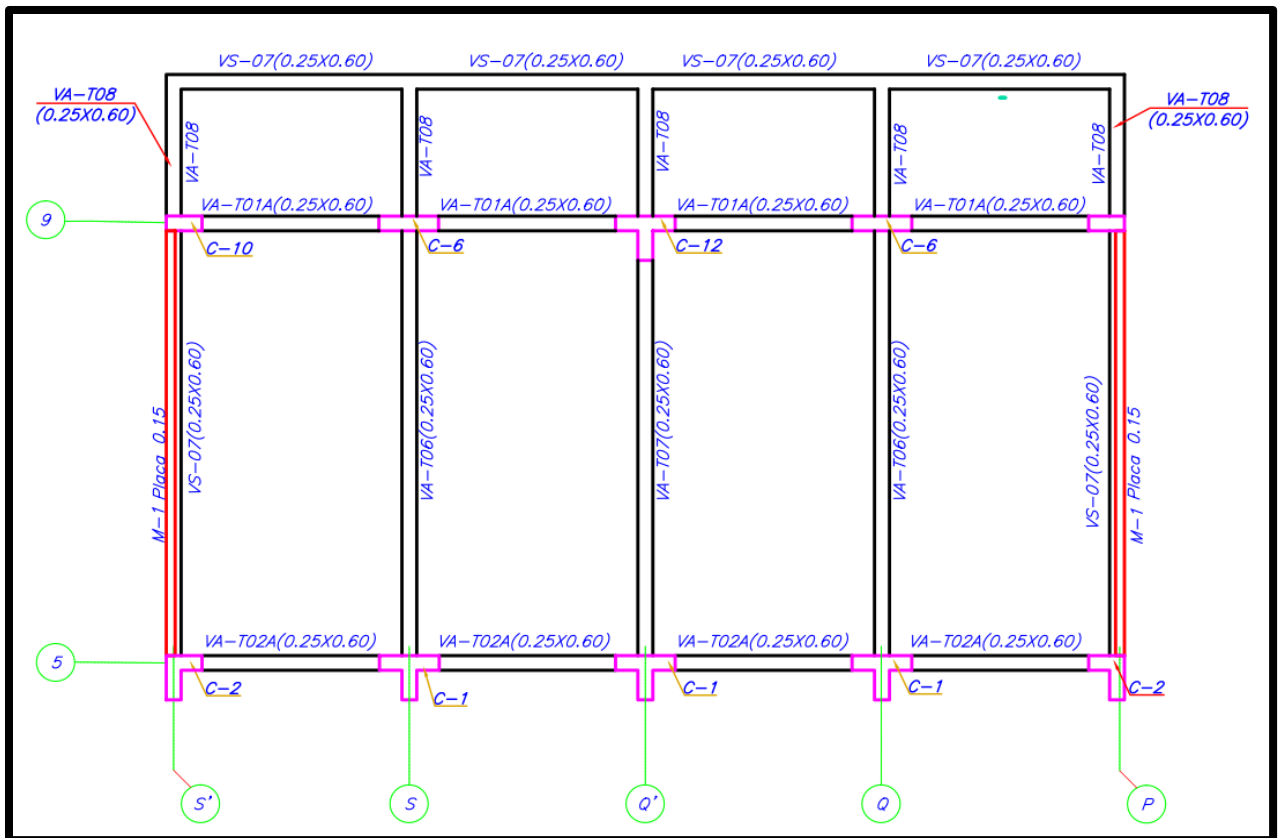 VS-07(0.25X0.60)
VS-07(0.25X0.60)
VS-07(0.25X0.60)
VS-07(0.25X0.60)
VA-T08
(0.25X0.60)
VA-T08
(0.25X0.60)
VA-T08
VA-T08
VA-T08
VA-T08
VA-T08
9
VA-T01A(0.25X0.60)
VA-T01A(0.25X0.60)
VA-T01A(0.25X0.60)
VA-T01A(0.25X0.60)
C-10
C-6
C-12
C-6
M-1 Placa 0.15
VS-07(0.25X0.60)
VA-T06(0.25X0.60)
VA-T07(0.25X0.60)
VA-T06(0.25X0.60)
VS-07(0.25X0.60)
M-1 Placa 0.15
5
VA-T02A(0.25X0.60)
VA-T02A(0.25X0.60)
VA-T02A(0.25X0.60)
VA-T02A(0.25X0.60)
C-2
C-1
C-1
C-1
C-2
S'
S
Q'
Q
P